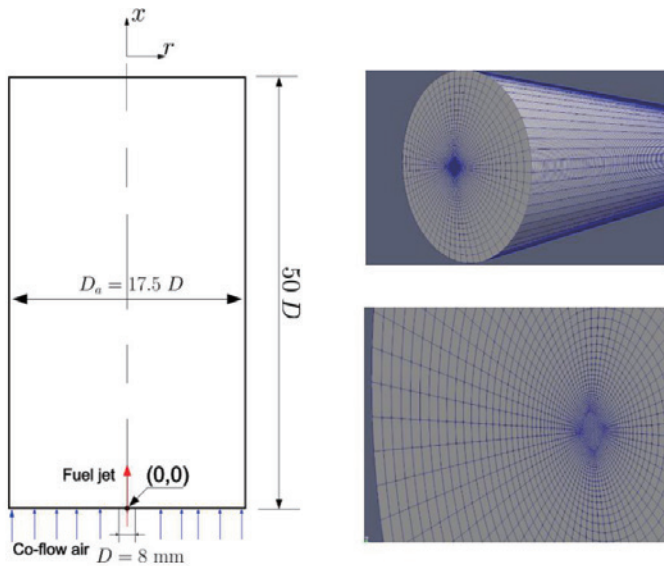 x
r
D_a = 17.5 D
50 D
Fuel jet
(0,0)
Co-flow air
D = 8 mm